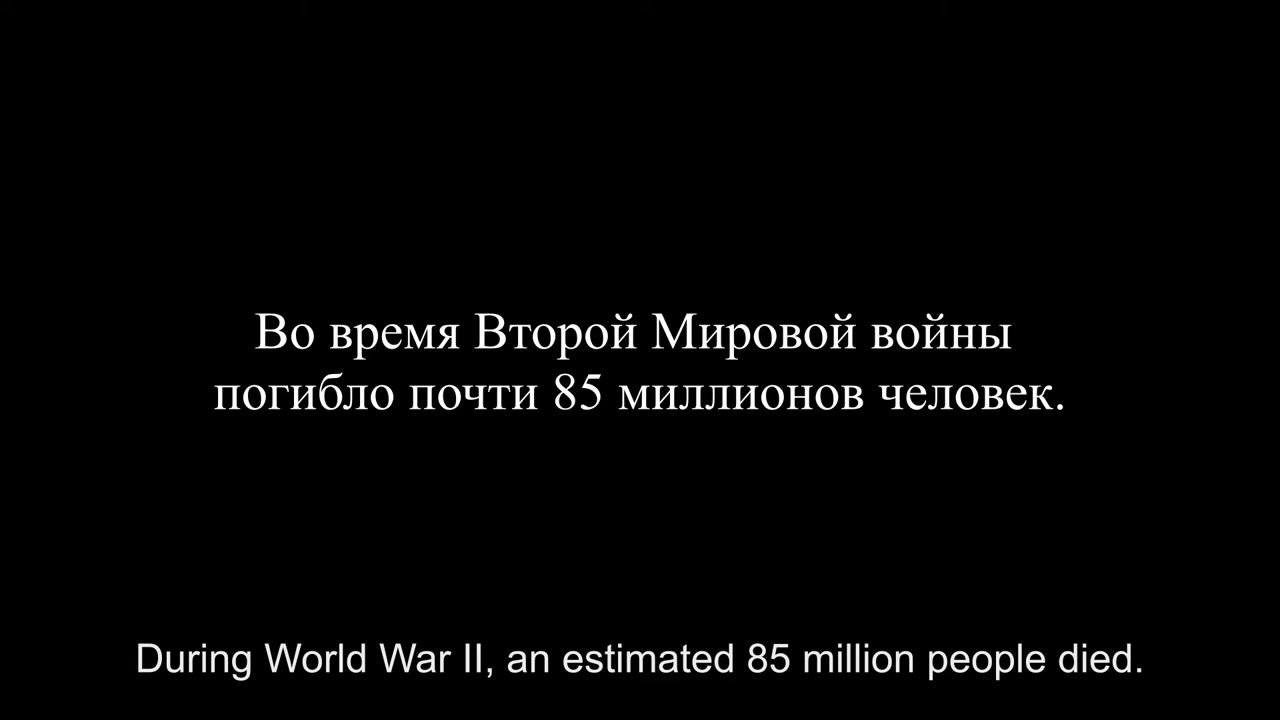 Во время Второй Мировой войны
погибло почти 85 миллионов человек.
During World War II, an estimated 85 million people died.